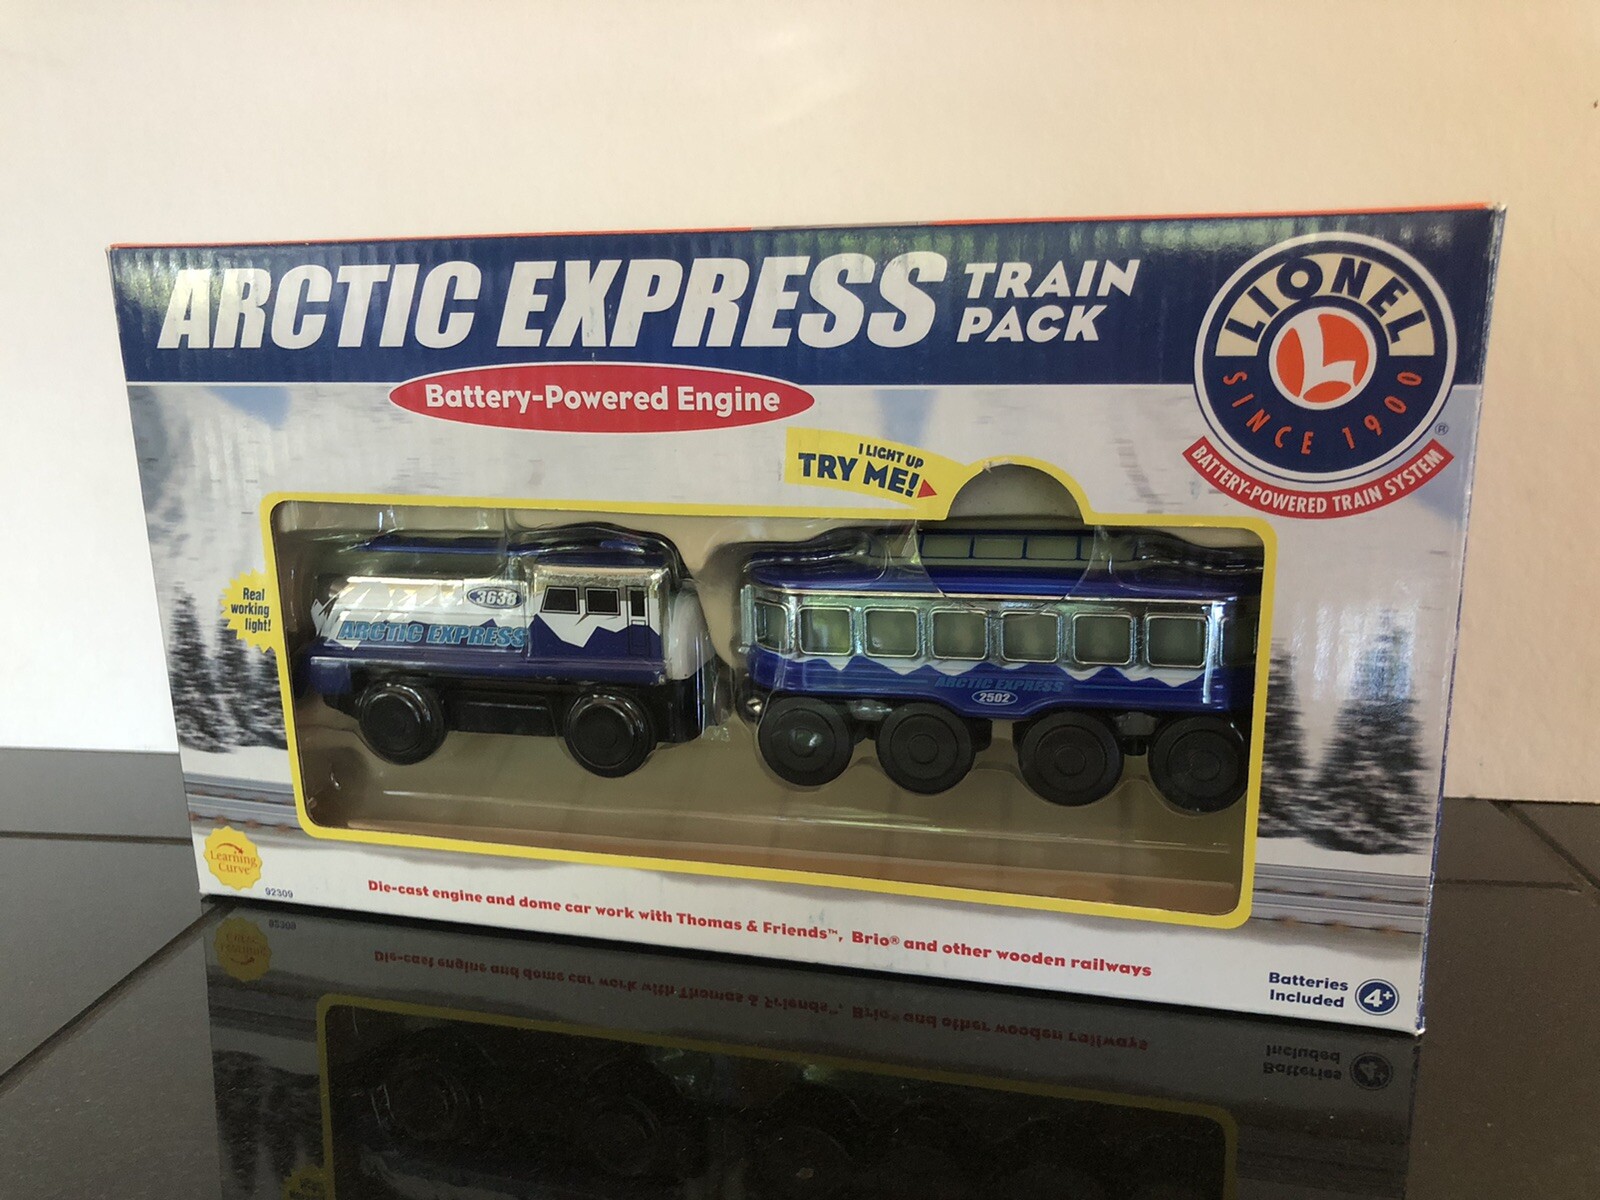 ARCTIC EXPRESS TRAIN PACK
LIONEL
SINCE 1900
®
BATTERY-POWERED TRAIN SYSTEM
Battery-Powered Engine
I LIGHT UP
TRY ME!
Real
working
light!
3638
ARCTIC EXPRESS
ARCTIC EXPRESS
2502
Learning
Curve
92309
Die-cast engine and dome car work with Thomas & Friends™, Brio® and other wooden railways
Batteries
Included
4+